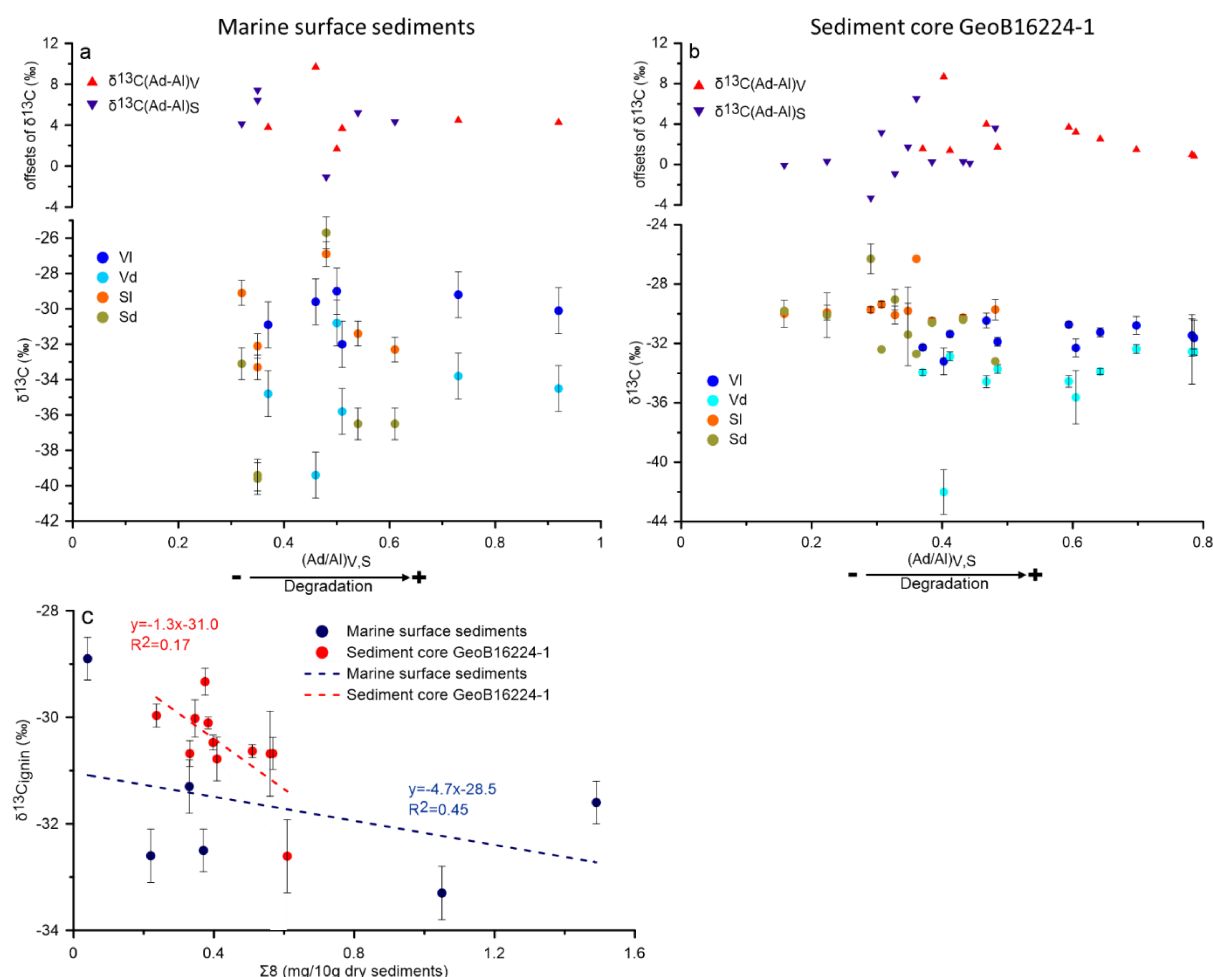 Marine surface sediments
Sediment core GeoB16224-1
a
12
8
4
0
-4
offsets of δ13C (‰)
δ13C(Ad-Al)V
δ13C(Ad-Al)S
-26
-28
-30
-32
-34
-36
-38
-40
-42
δ13C (‰)
Vl
Vd
Sl
Sd
0
0.2
0.4
0.6
0.8
1
(Ad/Al)V,S
- +
Degradation
b
12
8
4
0
-4
offsets of δ13C (‰)
δ13C(Ad-Al)V
δ13C(Ad-Al)S
-24
-28
-32
-36
-40
-44
δ13C (‰)
Vl
Vd
Sl
Sd
0
0.2
0.4
0.6
0.8
(Ad/Al)V,S
- +
Degradation
c
-28
-30
-32
-34
δ13Clignin (‰)
y=-1.3x-31.0
R2=0.17
Marine surface sediments
Sediment core GeoB16224-1
Marine surface sediments
Sediment core GeoB16224-1
y=-4.7x-28.5
R2=0.45
0
0.4
0.8
1.2
1.6
Σ8 (mg/10g dry sediments)